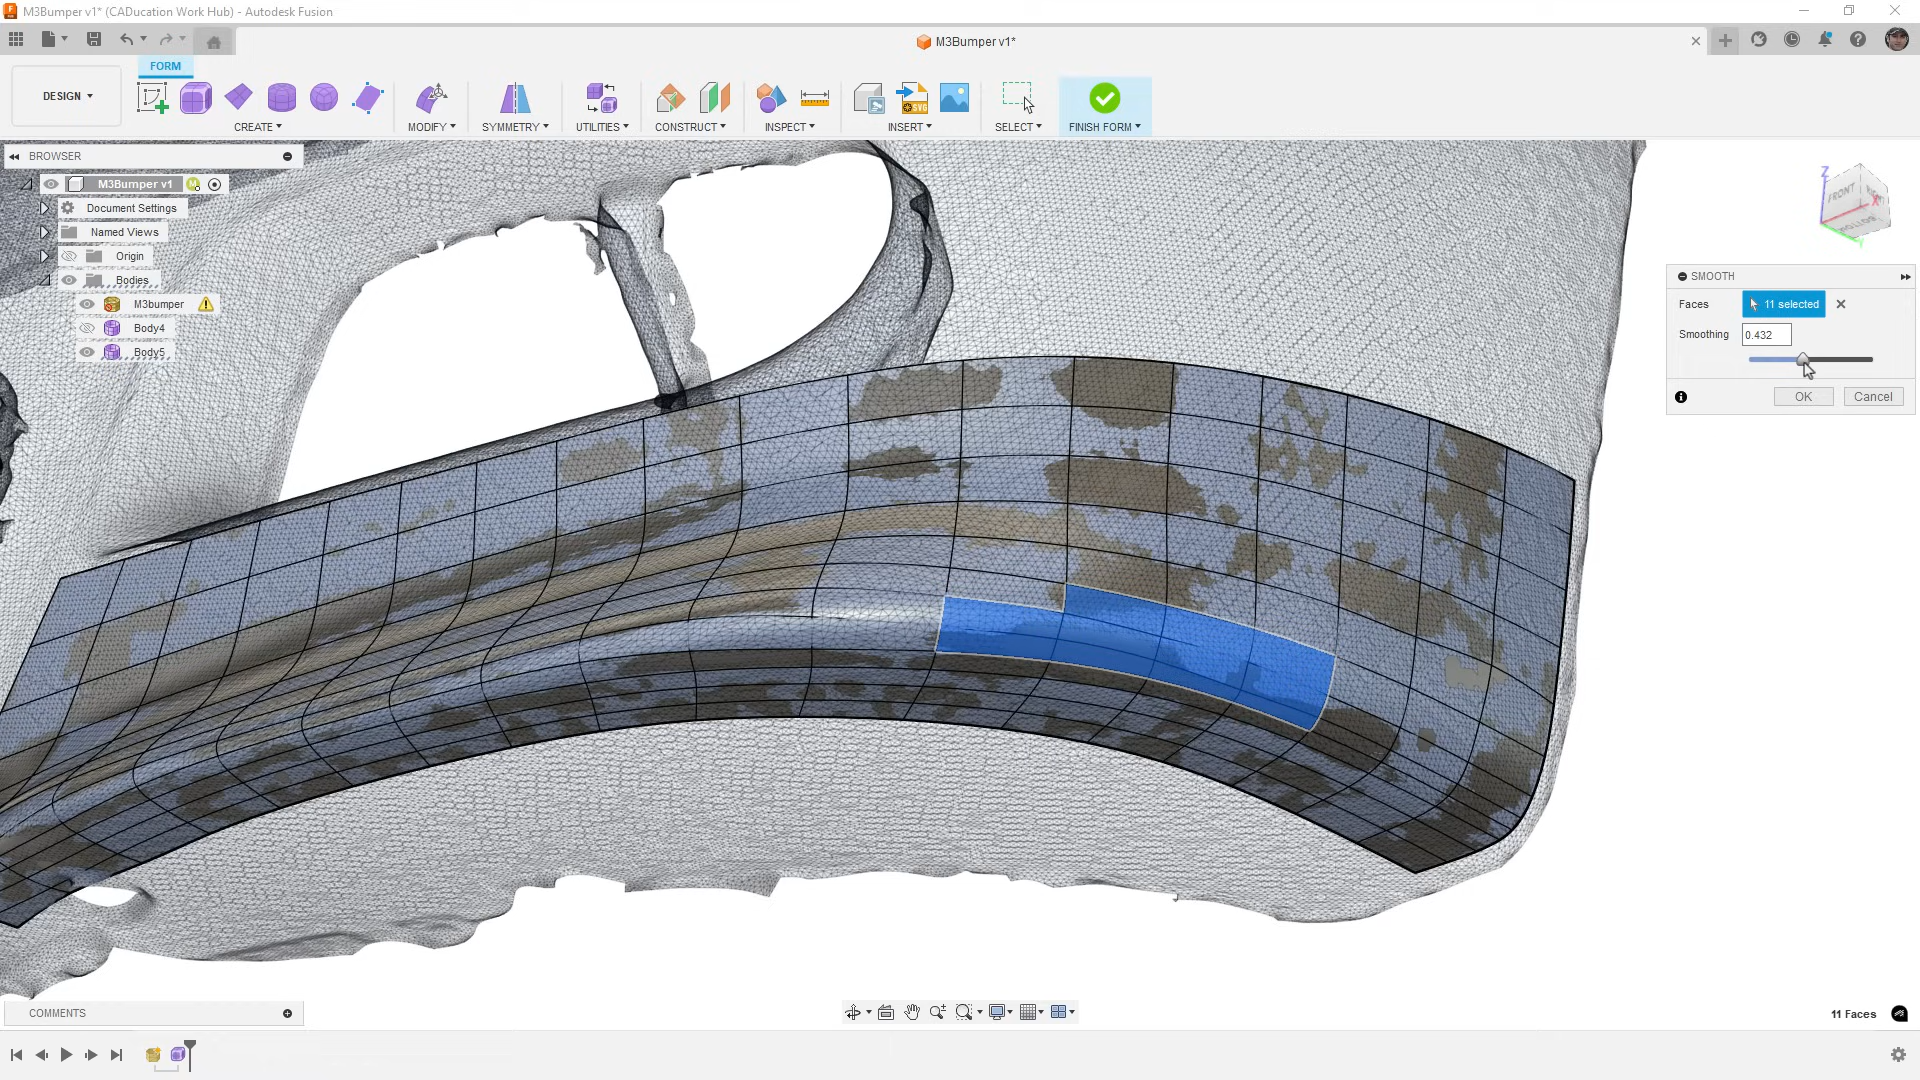 M3Bumper v1* (CADucation Work Hub) - Autodesk Fusion
M3Bumper v1*
FORM
DESIGN
CREATE
MODIFY
SYMMETRY
UTILITIES
CONSTRUCT
INSPECT
INSERT
SELECT
FINISH FORM
BROWSER
M3Bumper v1
Document Settings
Named Views
Origin
Bodies
M3bumper
Body4
Body5
Z
FRONT
X
SMOOTH
Faces
11 selected
Smoothing
0.432
OK
Cancel
COMMENTS
11 Faces